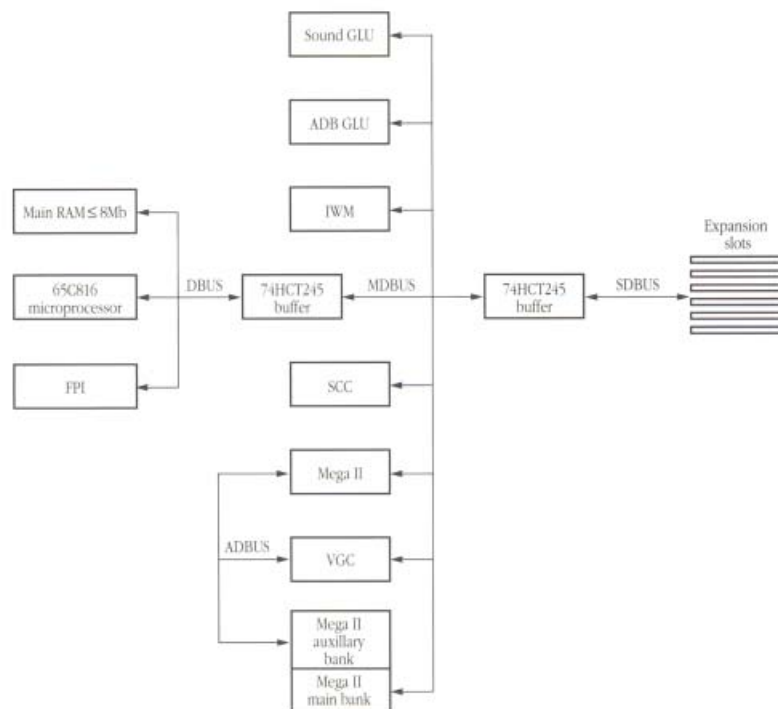 Sound GLU
ADB GLU
IWM
Main RAM ≤ 8Mb
Expansion
slots
65C816
microprocessor
DBUS
74HCT245
buffer
MDBUS
74HCT245
buffer
SDBUS
FPI
SCC
Mega II
ADBUS
VGC
Mega II
auxillary
bank
Mega II
main bank